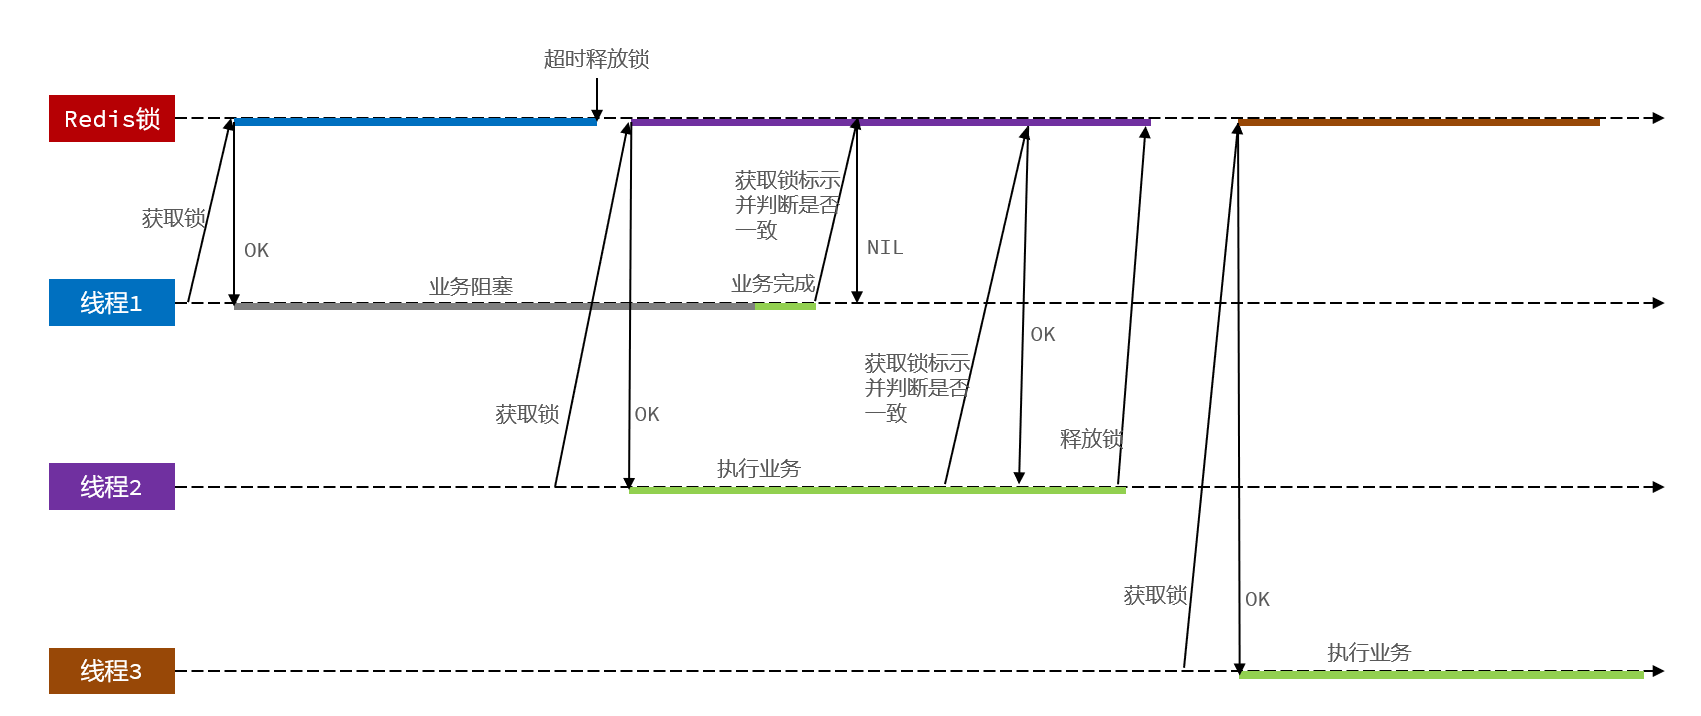 超时释放锁
Redis锁
获取锁标示
并判断是否
一致
获取锁
OK
NIL
业务阻塞
业务完成
线程1
OK
获取锁标示
并判断是否
一致
获取锁
OK
释放锁
执行业务
线程2
获取锁
OK
执行业务
线程3